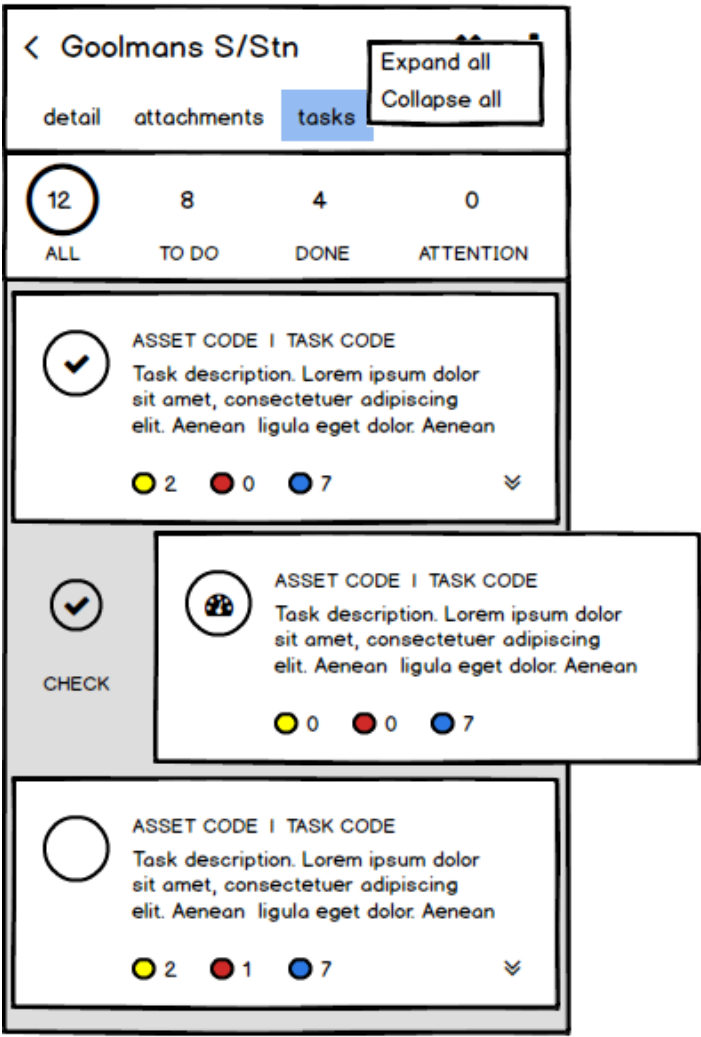 Goolmans S/Stn
Expand all
Collapse all
detail attachments tasks
12 8 4 0
ALL TO DO DONE ATTENTION
ASSET CODE I TASK CODE
Task description. Lorem ipsum dolor
sit amet, consectetuer adipiscing
elit. Aenean ligula eget dolor. Aenean
2 0 7
CHECK
ASSET CODE I TASK CODE
Task description. Lorem ipsum dolor
sit amet, consectetuer adipiscing
elit. Aenean ligula eget dolor. Aenean
0 0 7
ASSET CODE I TASK CODE
Task description. Lorem ipsum dolor
sit amet, consectetuer adipiscing
elit. Aenean ligula eget dolor. Aenean
2 1 7